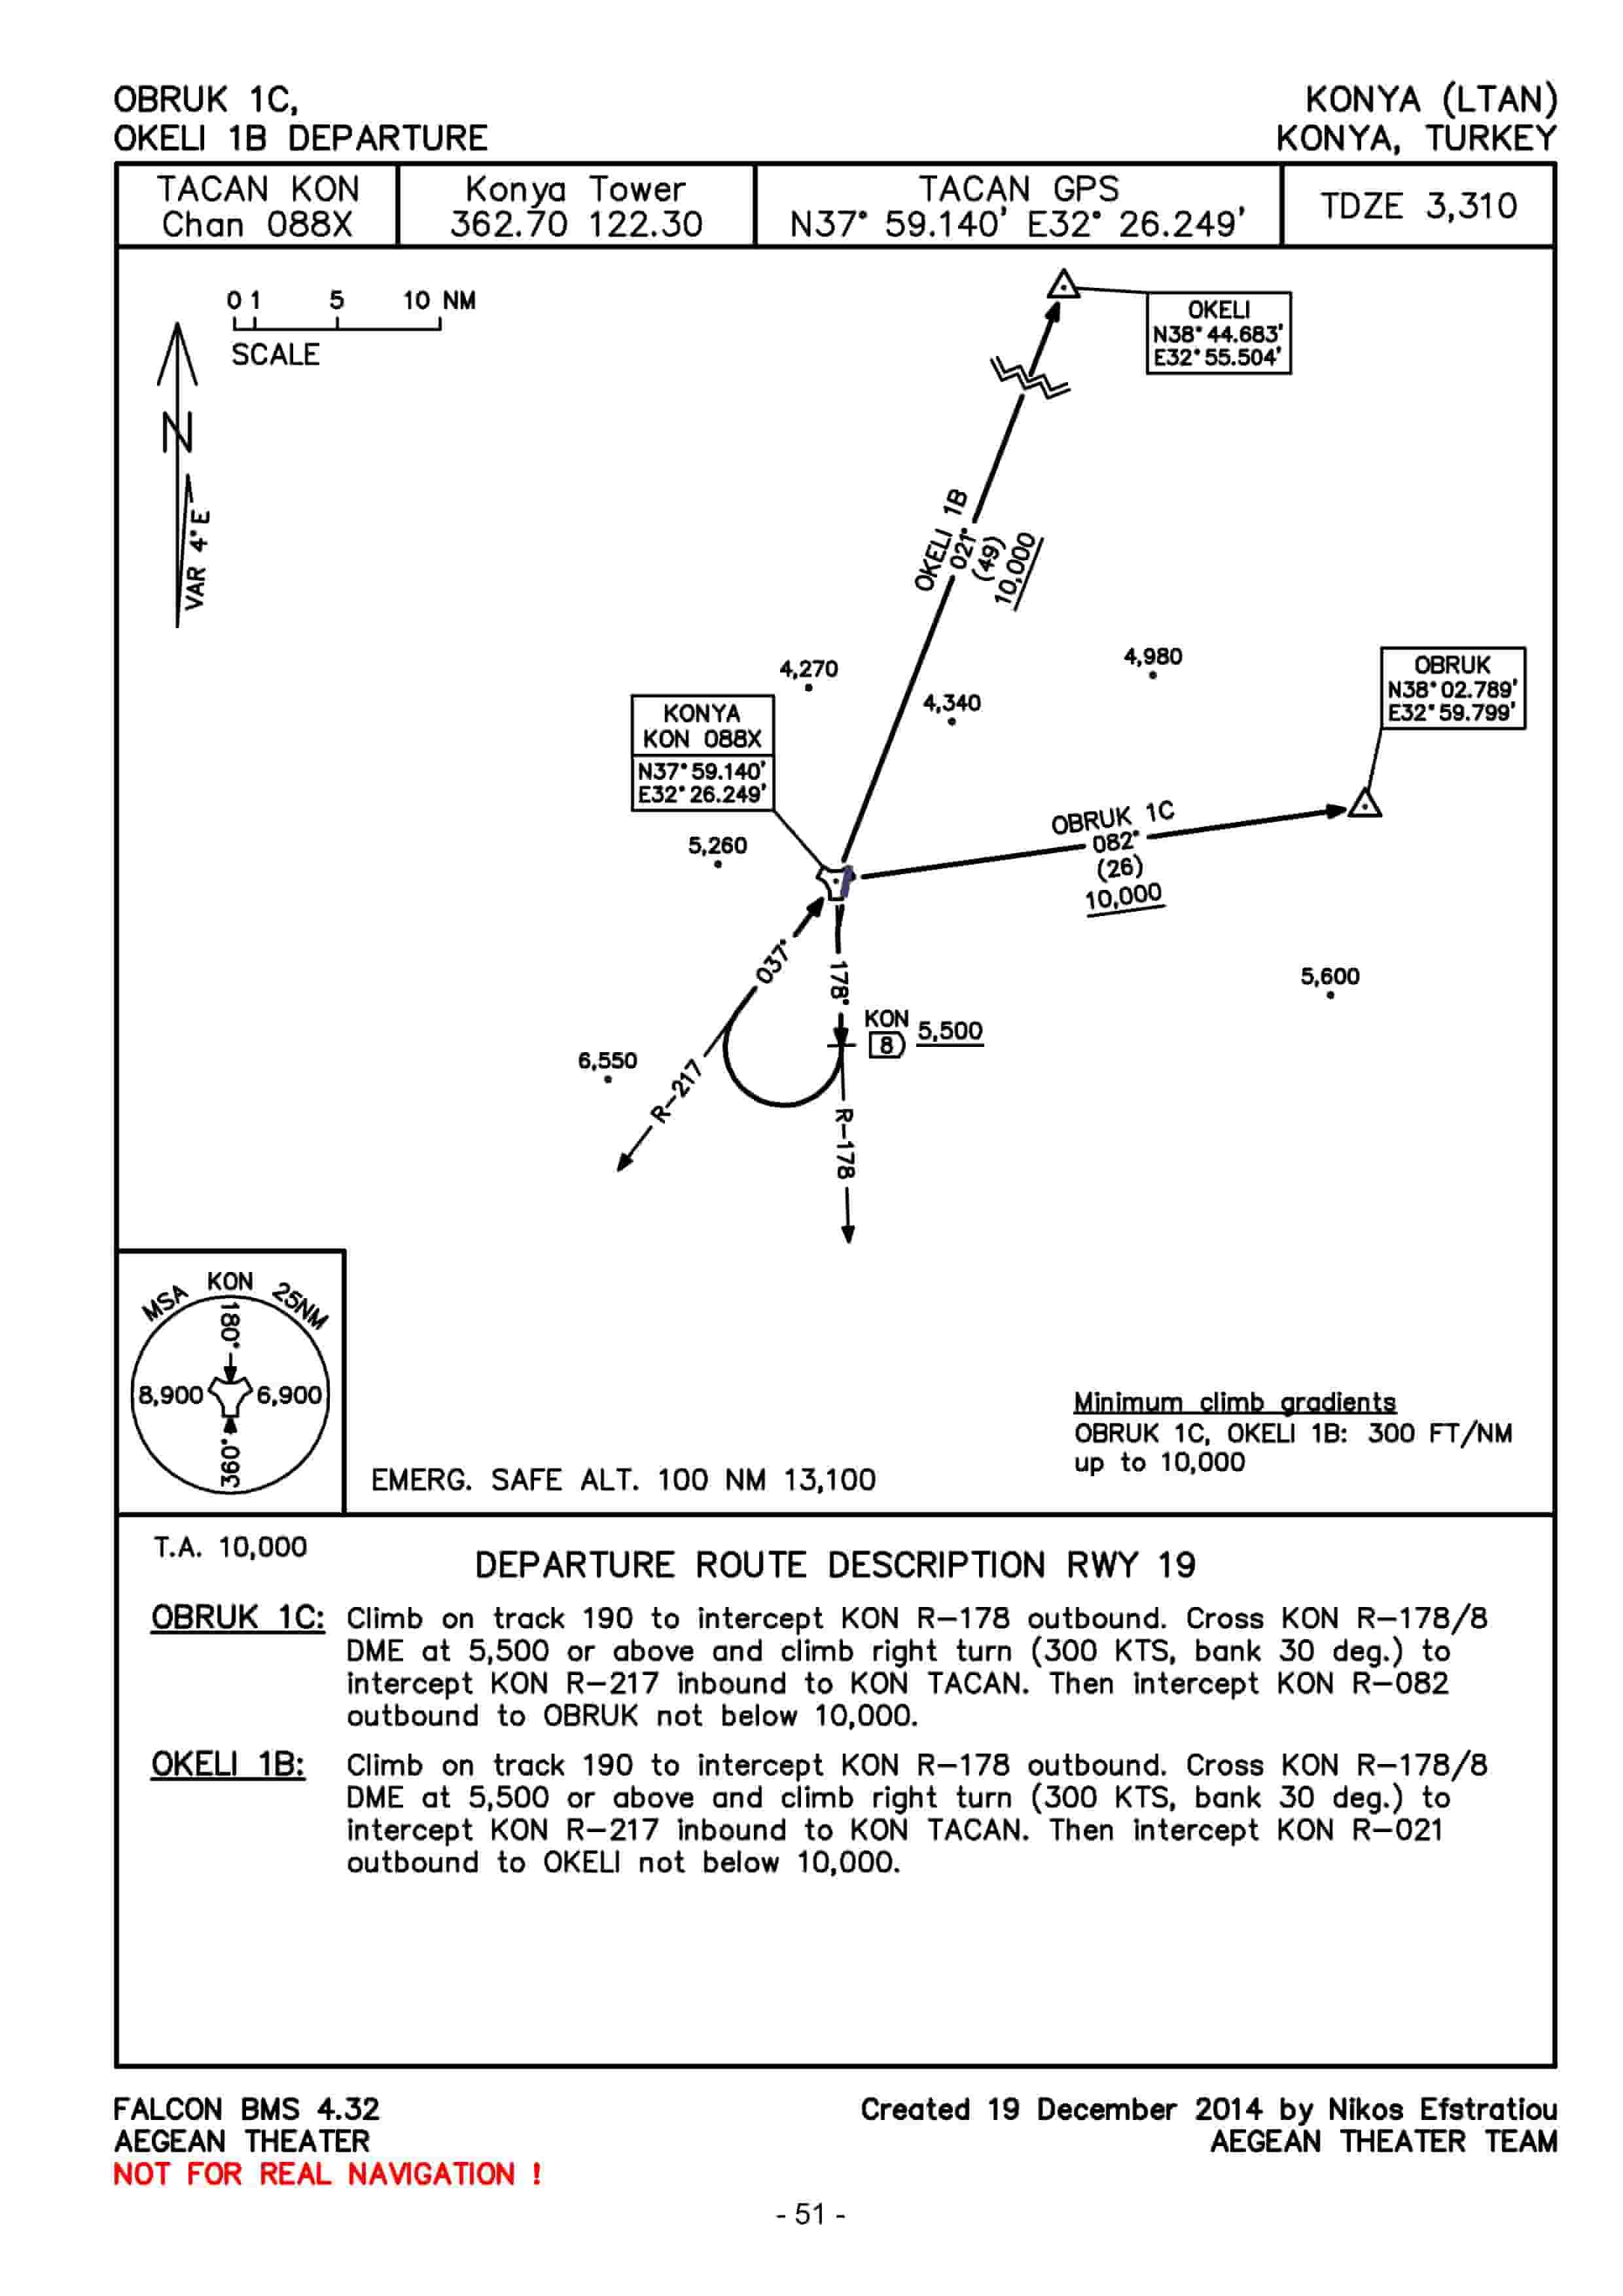 OBRUK 1C,
OKELI 1B DEPARTURE
KONYA (LTAN)
KONYA, TURKEY
TACAN KON
Chan 088X
Konya Tower
362.70 122.30
TACAN GPS
N37° 59.140' E32° 26.249'
TDZE 3,310
0 1 5 10 NM
SCALE
N
VAR 4°E
OKELI
N38° 44.683'
E32° 55.504'
OKELI 1B
021°
(49)
10,000
4,270
4,980
4,340
OBRUK
N38° 02.789'
E32° 59.799'
KONYA
KON 088X
N37° 59.140'
E32° 26.249'
5,260
OBRUK 1C
082°
(26)
10,000
037°
178°
5,600
KON
8
5,500
6,550
R-217
R-178
MSA KON 25NM
180°
8,900
6,900
360°
EMERG. SAFE ALT. 100 NM 13,100
Minimum climb gradients
OBRUK 1C, OKELI 1B: 300 FT/NM
up to 10,000
T.A. 10,000
DEPARTURE ROUTE DESCRIPTION RWY 19
OBRUK 1C: Climb on track 190 to intercept KON R-178 outbound. Cross KON R-178/8
DME at 5,500 or above and climb right turn (300 KTS, bank 30 deg.) to
intercept KON R-217 inbound to KON TACAN. Then intercept KON R-082
outbound to OBRUK not below 10,000.
OKELI 1B: Climb on track 190 to intercept KON R-178 outbound. Cross KON R-178/8
DME at 5,500 or above and climb right turn (300 KTS, bank 30 deg.) to
intercept KON R-217 inbound to KON TACAN. Then intercept KON R-021
outbound to OKELI not below 10,000.
FALCON BMS 4.32
AEGEAN THEATER
NOT FOR REAL NAVIGATION !
Created 19 December 2014 by Nikos Efstratiou
AEGEAN THEATER TEAM
- 51 -